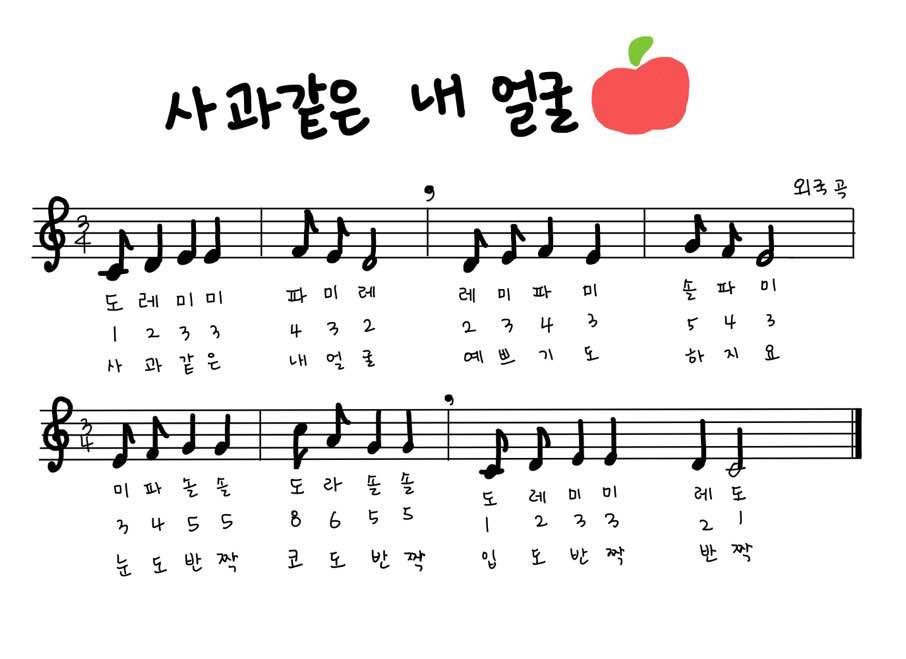 사과같은 내 얼굴
외국 곡
3/4
도 레 미 미 파 미 레 레 미 파 미 솔 파 미
1 2 3 3 4 3 2 2 3 4 3 5 4 3
사 과 같 은 내 얼 굴 예 쁘 기 도 하 지 요
3/4
미 파 솔 솔 도 라 솔 솔 도 레 미 미 레 도
3 4 5 5 8 6 5 5 1 2 3 3 2 1
눈 도 반 짝 코 도 반 짝 입 도 반 짝 반 짝